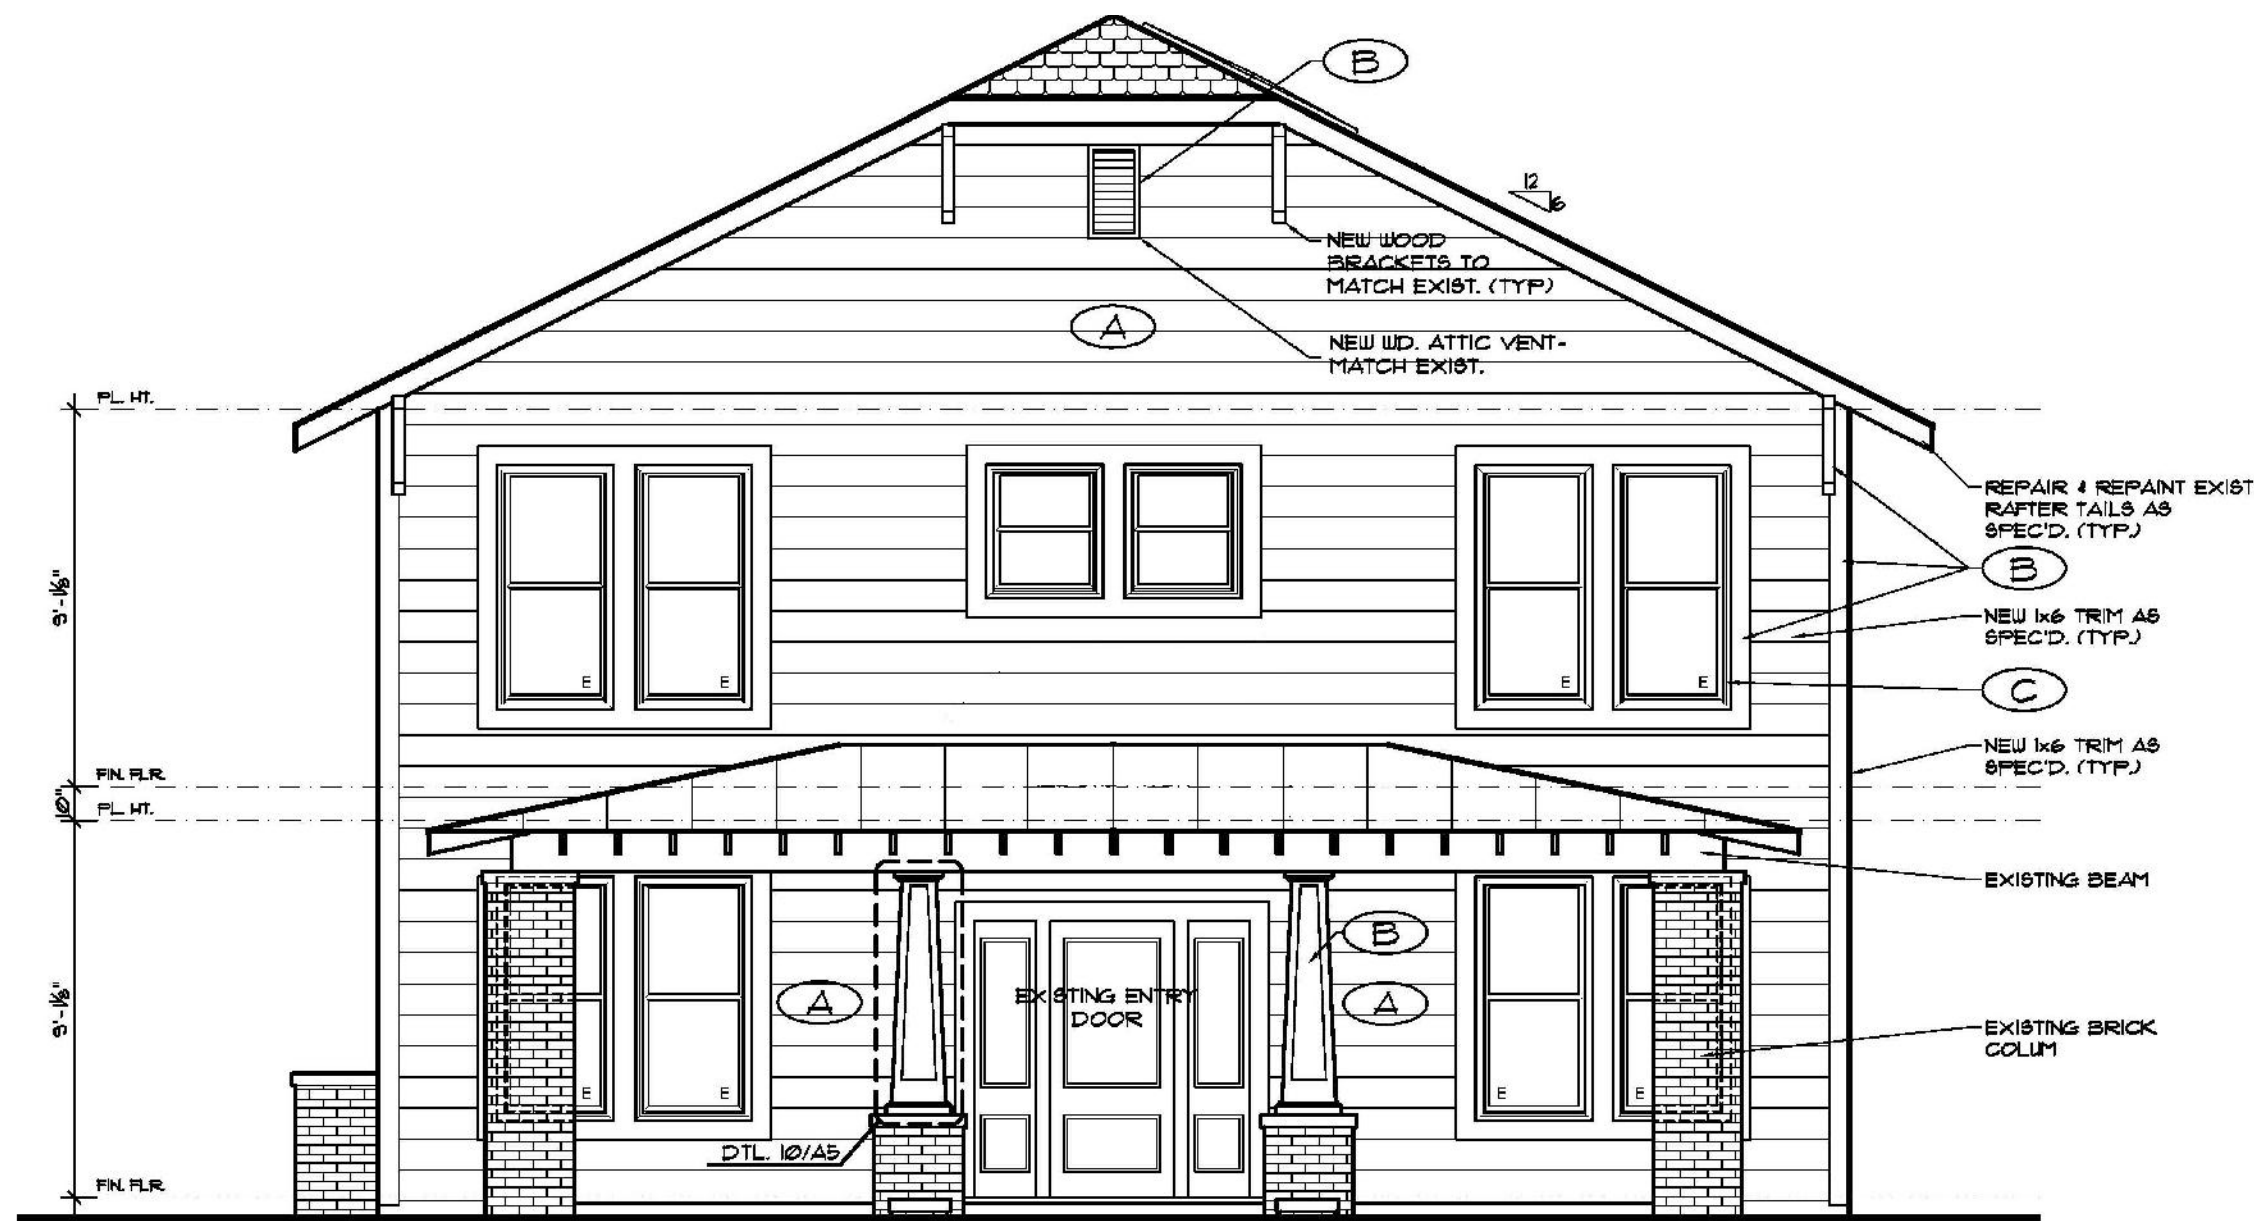 B
12
6
NEW WOOD
BRACKETS TO
MATCH EXIST. (TYP)
A
NEW WD. ATTIC VENT-
MATCH EXIST.
PL. HT.
REPAIR & REPAINT EXIST
RAFTER TAILS AS
SPEC'D. (TYP.)
B
9'-1⅛"
NEW 1x6 TRIM AS
SPEC'D. (TYP.)
E
E
E
E
C
NEW 1x6 TRIM AS
SPEC'D. (TYP.)
FIN. FLR.
10"
PL. HT.
EXISTING BEAM
B
A
EXISTING ENTRY
DOOR
A
9'-1⅛"
EXISTING BRICK
COLUM
E
E
E
E
DTL. 10/A5
FIN. FLR.